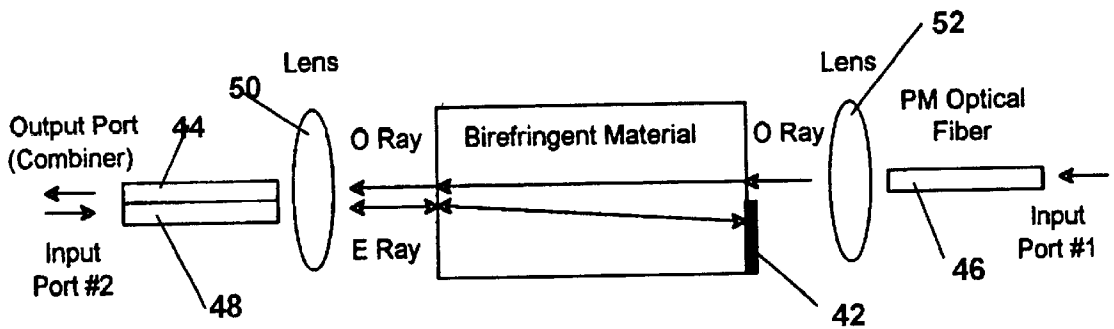 52
Lens
Lens
50
PM Optical
Fiber
Output Port
(Combiner)
44
O Ray
Birefringent Material
O Ray
Input
Port #2
E Ray
Input
Port #1
48
42
46